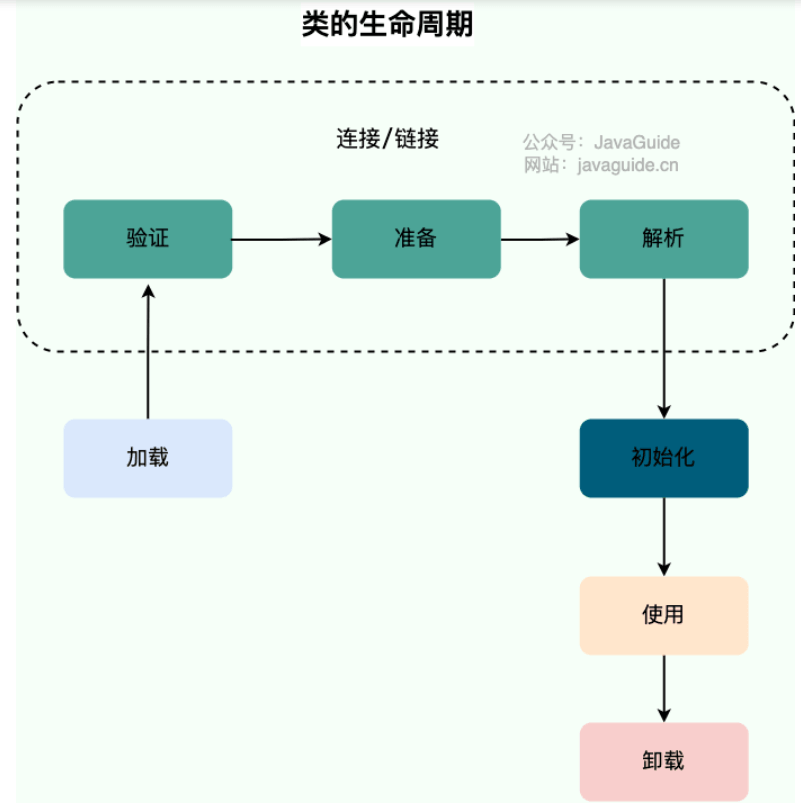 类的生命周期
连接/链接
公众号：JavaGuide
网站：javaguide.cn
验证
准备
解析
加载
初始化
使用
卸载